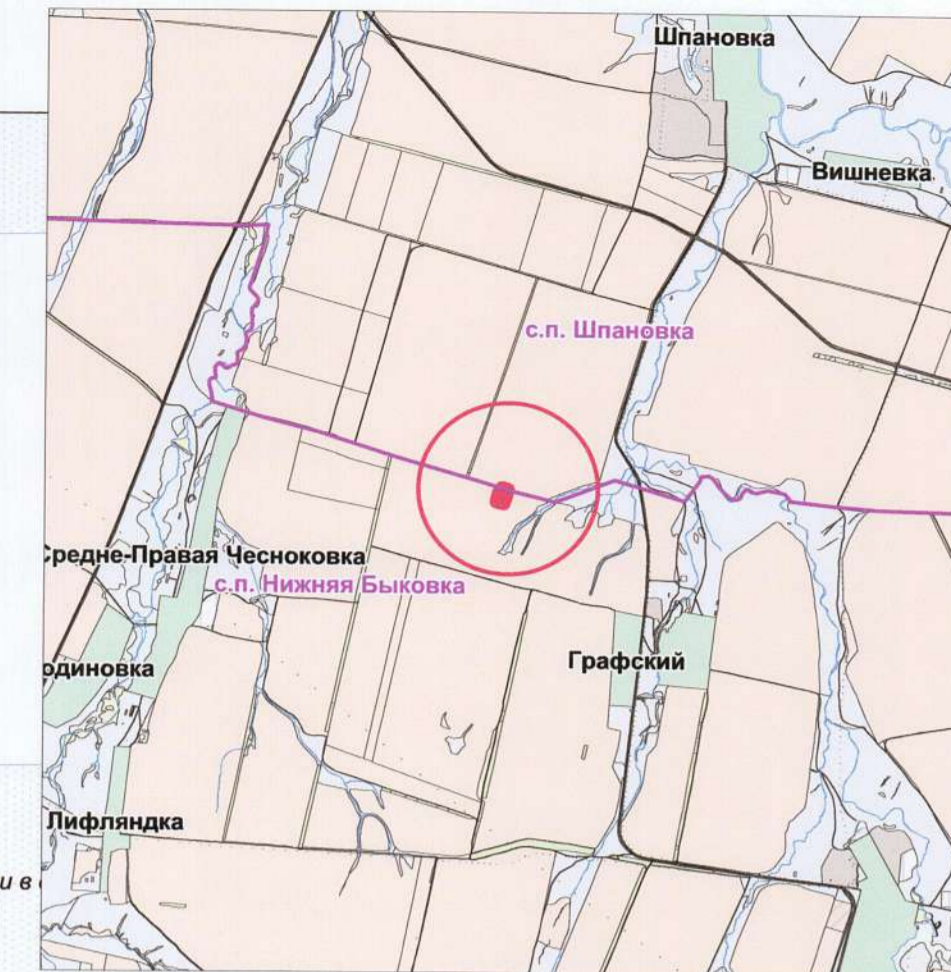 Шпановка
Вишневка
с.п. Шпановка
Средне-Правая Чесноковка
с.п. Нижняя Быковка
одиновка
Графский
Лифляндка
и в